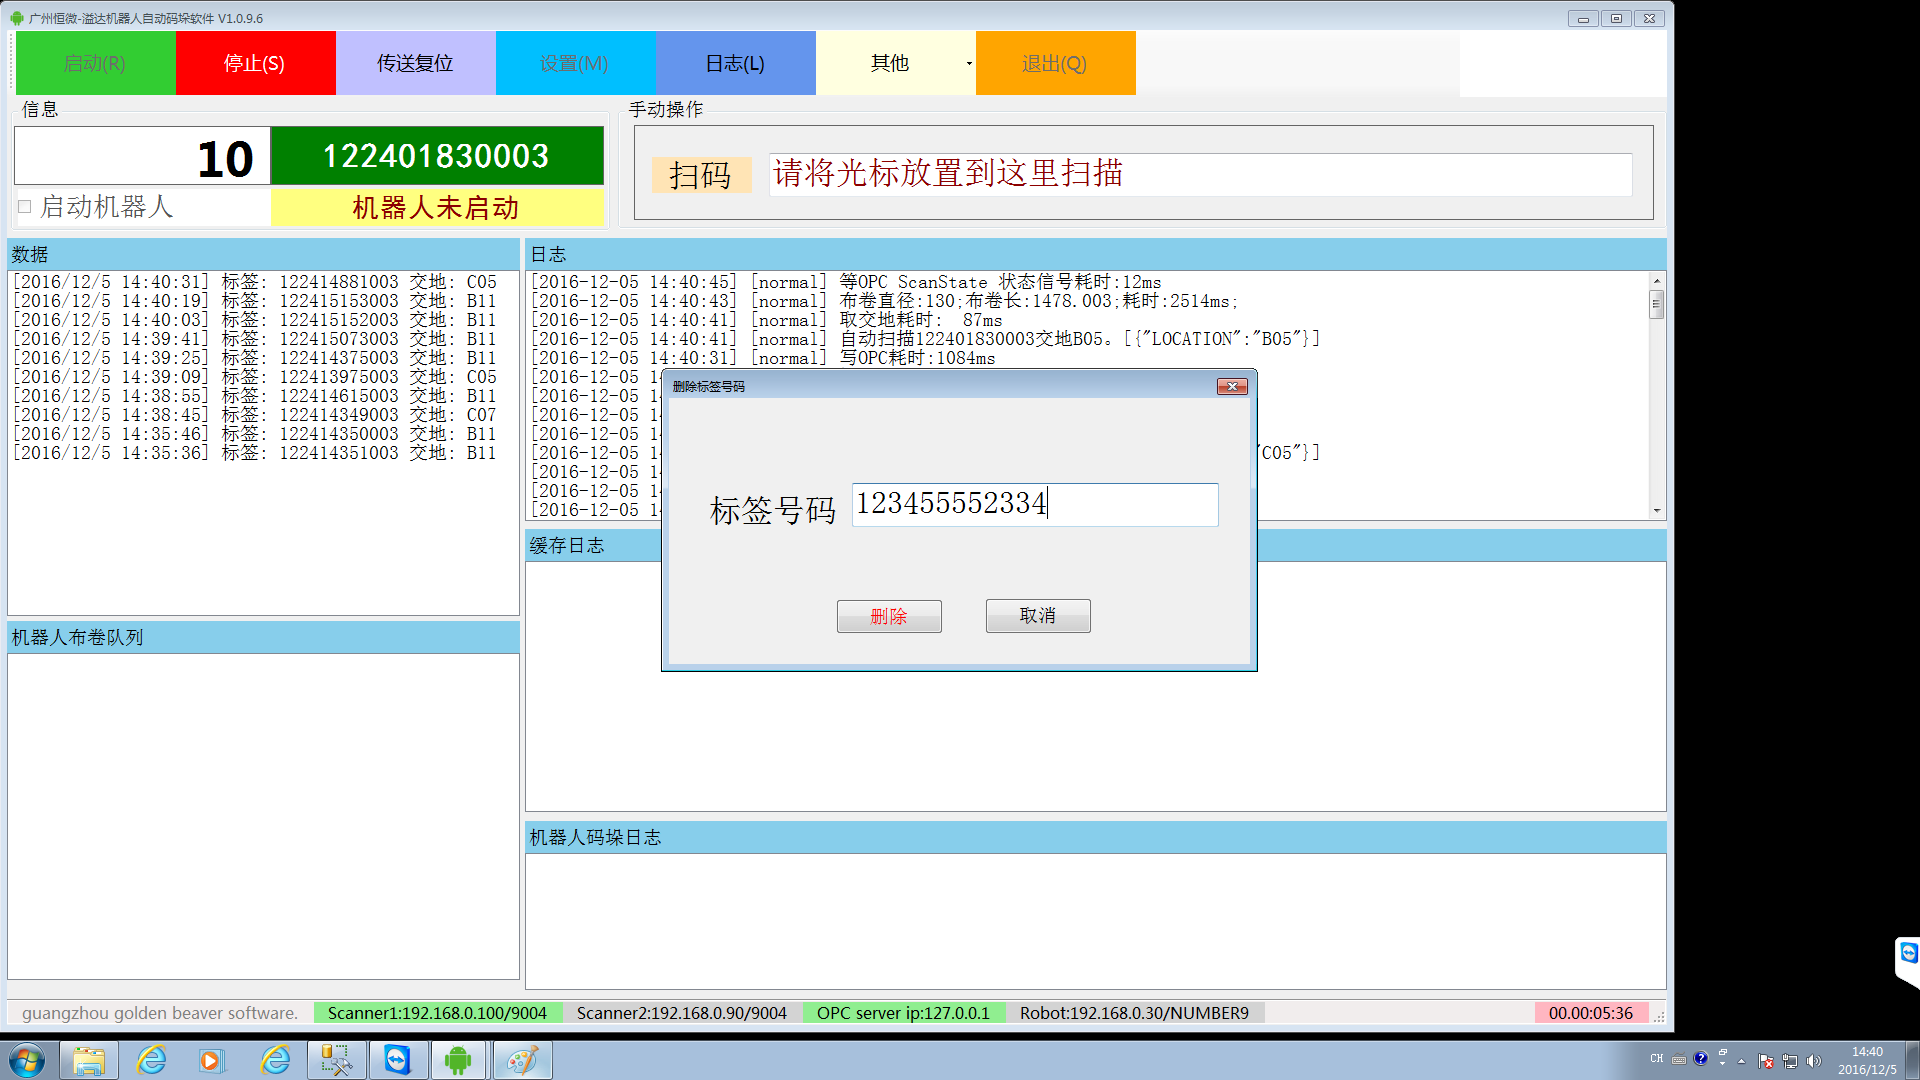 广州恒微-溢达机器人自动码垛软件 V1.0.9.6
启动(R)
停止(S)
传送复位
设置(M)
日志(L)
其他
退出(Q)
信息
10
122401830003
启动机器人
机器人未启动
手动操作
扫码
请将光标放置到这里扫描
数据
[2016/12/5 14:40:31] 标签: 122414881003 交地: C05
[2016/12/5 14:40:19] 标签: 122415153003 交地: B11
[2016/12/5 14:40:03] 标签: 122415152003 交地: B11
[2016/12/5 14:39:41] 标签: 122415073003 交地: B11
[2016/12/5 14:39:25] 标签: 122414375003 交地: B11
[2016/12/5 14:39:09] 标签: 122413975003 交地: C05
[2016/12/5 14:38:55] 标签: 122414615003 交地: B11
[2016/12/5 14:38:45] 标签: 122414349003 交地: C07
[2016/12/5 14:35:46] 标签: 122414350003 交地: B11
[2016/12/5 14:35:36] 标签: 122414351003 交地: B11
日志
[2016-12-05 14:40:45] [normal] 等OPC ScanState 状态信号耗时:12ms
[2016-12-05 14:40:43] [normal] 布卷直径:130;布卷长:1478.003;耗时:2514ms;
[2016-12-05 14:40:41] [normal] 取交地耗时: 87ms
[2016-12-05 14:40:41] [normal] 自动扫描122401830003交地B05。[{"LOCATION":"B05"}]
[2016-12-05 14:40:31] [normal] 写OPC耗时:1084ms
[2016-12-05 1
[2016-12-05 1
[2016-12-05 1
[2016-12-05 1
[2016-12-05 1 "C05"}]
[2016-12-05 1
[2016-12-05 1
[2016-12-05 1
删除标签号码
标签号码
123455552334
删除
取消
缓存日志
机器人布卷队列
机器人码垛日志
guangzhou golden beaver software.
Scanner1:192.168.0.100/9004
Scanner2:192.168.0.90/9004
OPC server ip:127.0.0.1
Robot:192.168.0.30/NUMBER9
00.00:05:36
CH
14:40
2016/12/5